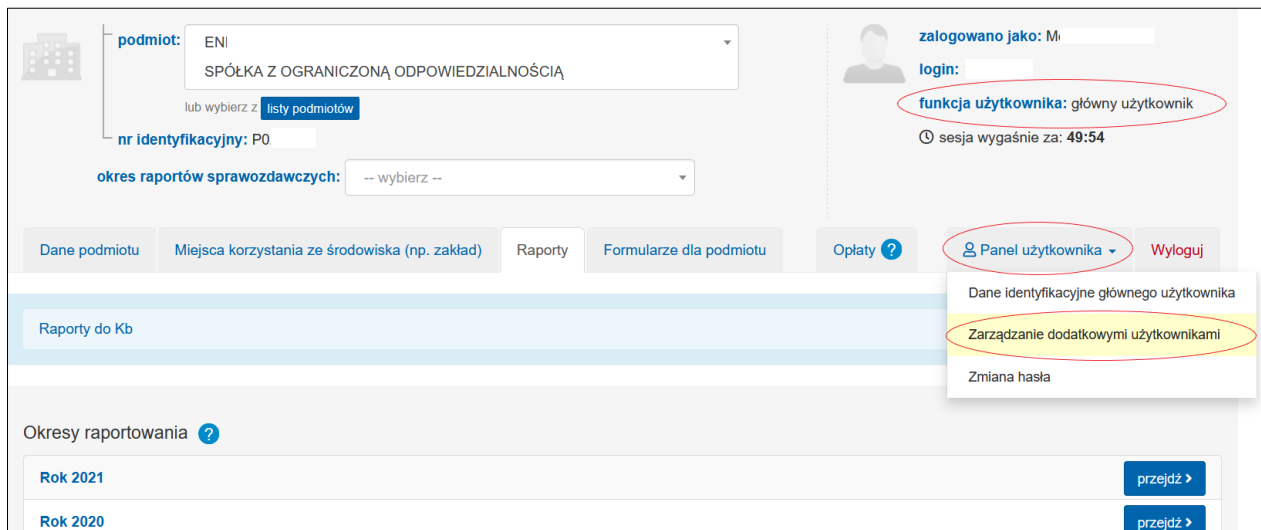 podmiot: ENI
SPÓŁKA Z OGRANICZONĄ ODPOWIEDZIALNOŚCIĄ
lub wybierz z listy podmiotów
nr identyfikacyjny: P0
okres raportów sprawozdawczych: -- wybierz --
zalogowano jako: M
login:
funkcja użytkownika: główny użytkownik
sesja wygaśnie za: 49:54
Dane podmiotu Miejsca korzystania ze środowiska (np. zakład) Raporty Formularze dla podmiotu Opłaty ? Panel użytkownika Wyloguj
Dane identyfikacyjne głównego użytkownika
Zarządzanie dodatkowymi użytkownikami
Zmiana hasła
Raporty do Kb
Okresy raportowania ?
Rok 2021 przejdź >
Rok 2020 przejdź >